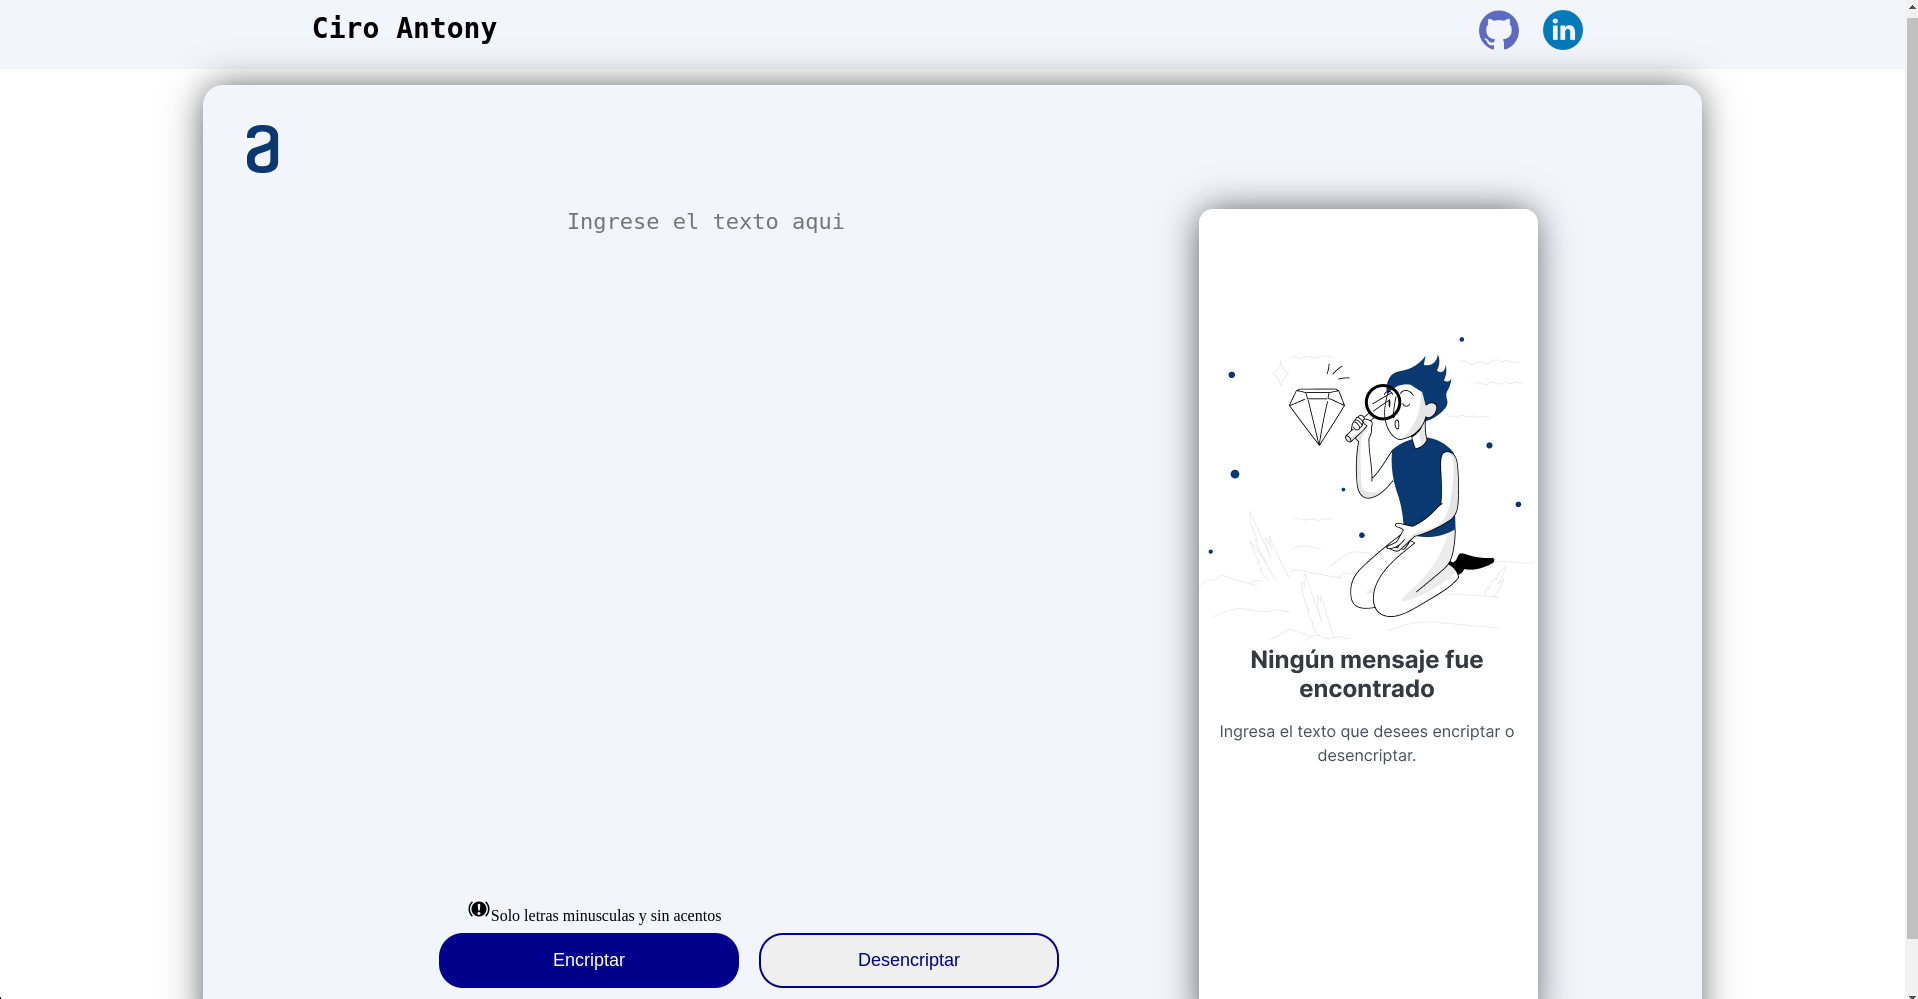 Ciro Antony
a
Ingrese el texto aqui
Ningún mensaje fue
encontrado
Ingresa el texto que desees encriptar o
desencriptar.
Solo letras minusculas y sin acentos
Encriptar
Desencriptar